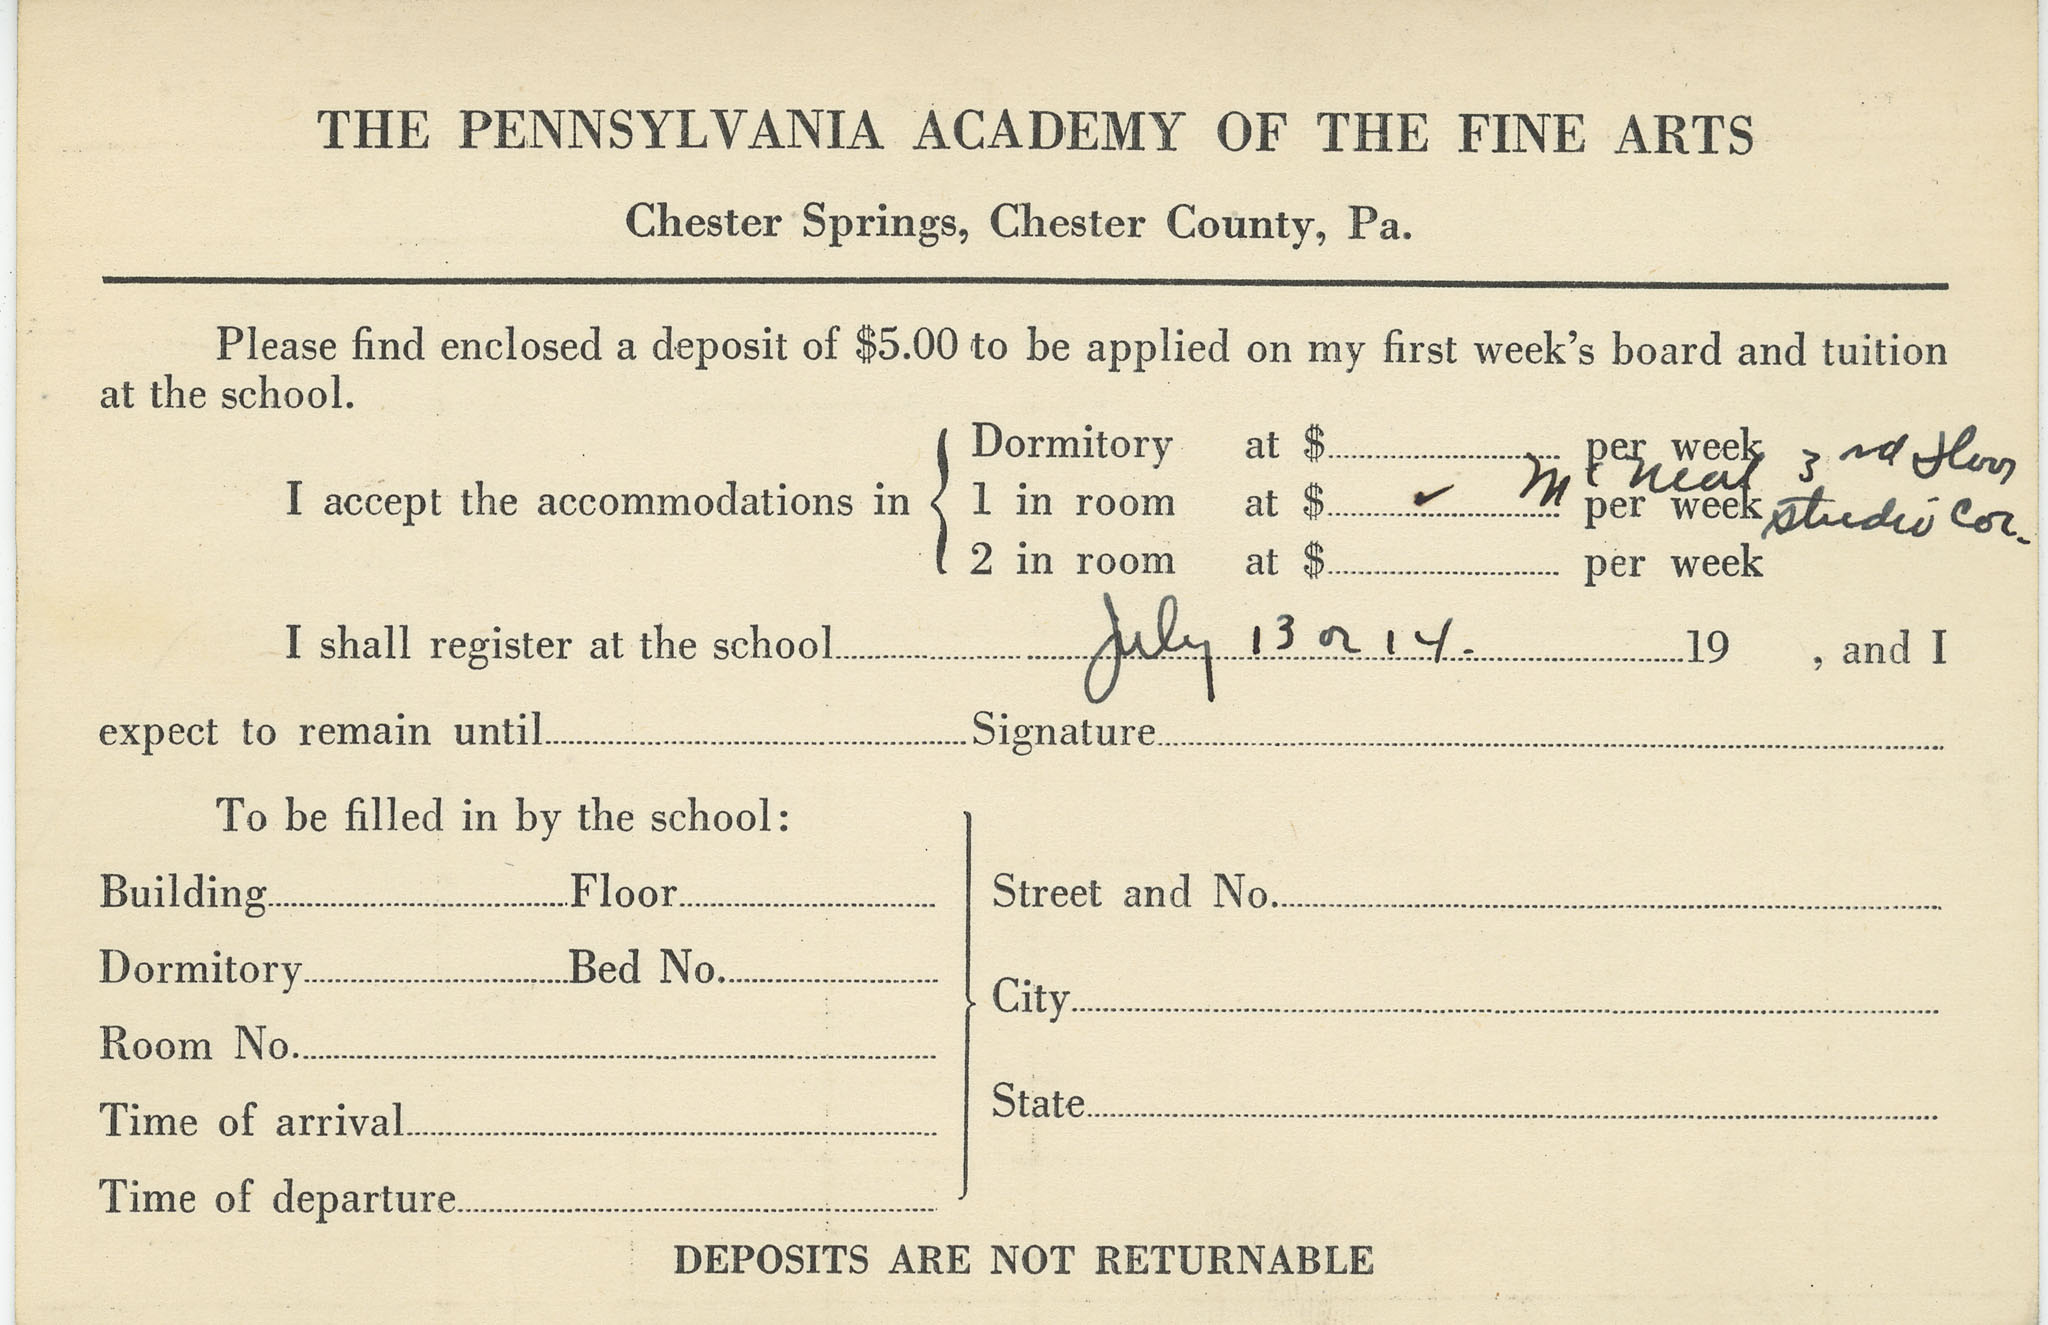 THE PENNSYLVANIA ACADEMY OF THE FINE ARTS
Chester Springs, Chester County, Pa.
Please find enclosed a deposit of $5.00 to be applied on my first week's board and tuition
at the school.
I accept the accommodations in
Dormitory at $ per week
3rd floor
McNeal
1 in room at $ ✓ per week
studio Cor.
2 in room at $ per week
I shall register at the school July 13 or 14. 19 , and I
expect to remain until Signature
To be filled in by the school:
Building Floor
Dormitory Bed No.
Room No.
Time of arrival
Time of departure
Street and No.
City
State
DEPOSITS ARE NOT RETURNABLE